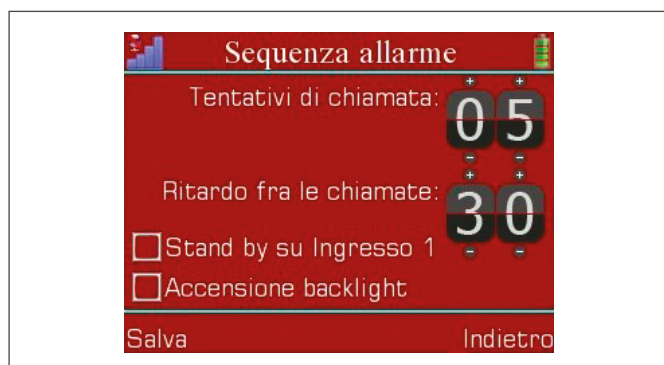 Sequenza allarme
Tentativi di chiamata: 05
Ritardo fra le chiamate: 30
Stand by su Ingresso 1
Accensione backlight
Salva Indietro